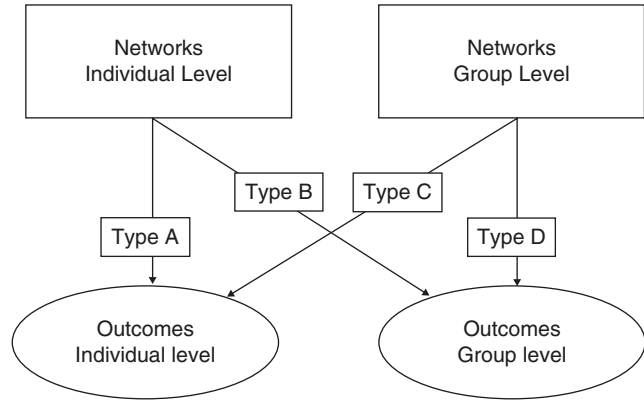 Networks
Individual Level
Networks
Group Level
Type B
Type C
Type A
Type D
Outcomes
Individual level
Outcomes
Group level